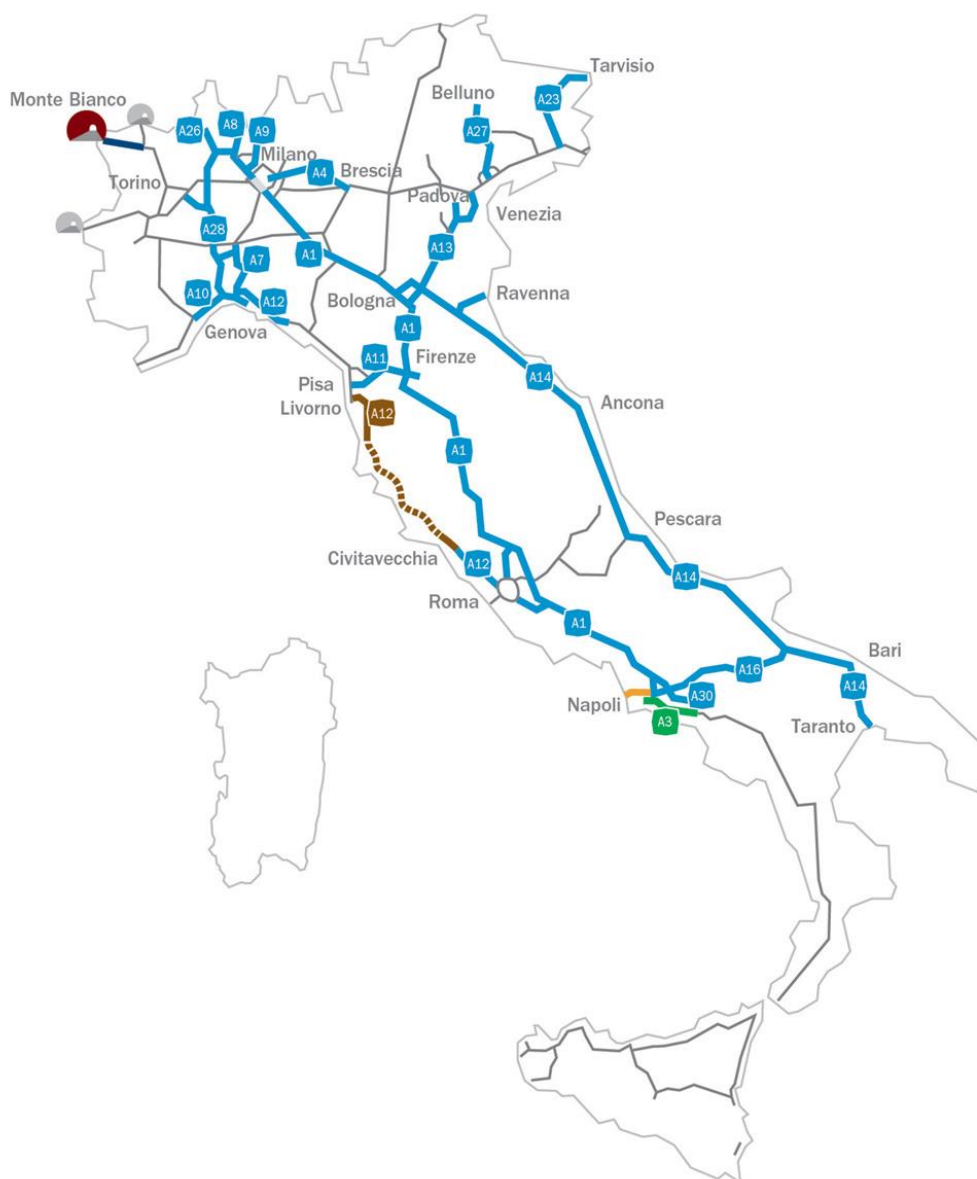 Tarvisio
Monte Bianco
Belluno
A23
A26
A8
A9
A27
Milano
A4
Brescia
Torino
Padova
Venezia
A28
A13
A7
A1
A10
A12
Bologna
Ravenna
Genova
A1
A11
Firenze
A14
Pisa
Livorno
A12
Ancona
A1
Pescara
Civitavecchia
A12
A14
Roma
A1
Bari
A16
A14
Napoli
A30
A3
Taranto